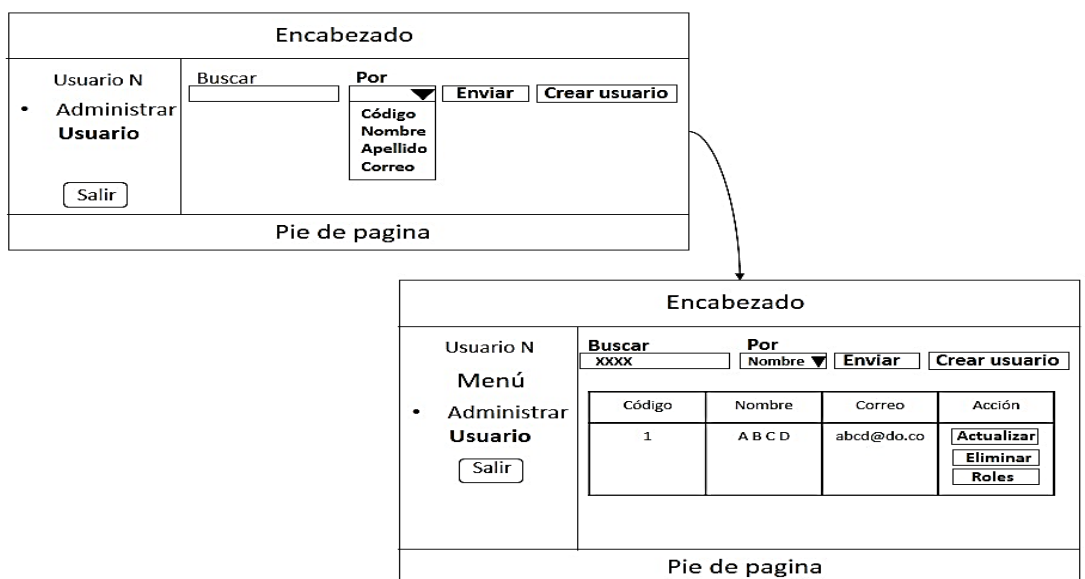 Encabezado
Usuario N
• Administrar
Usuario
Salir
Buscar
Por
Enviar
Crear usuario
Código
Nombre
Apellido
Correo
Pie de pagina
Encabezado
Usuario N
Menú
• Administrar
Usuario
Salir
Buscar
Por
xxxx
Nombre
Enviar
Crear usuario
Código Nombre Correo Acción
1 A B C D abcd@do.co Actualizar
Eliminar
Roles
Pie de pagina